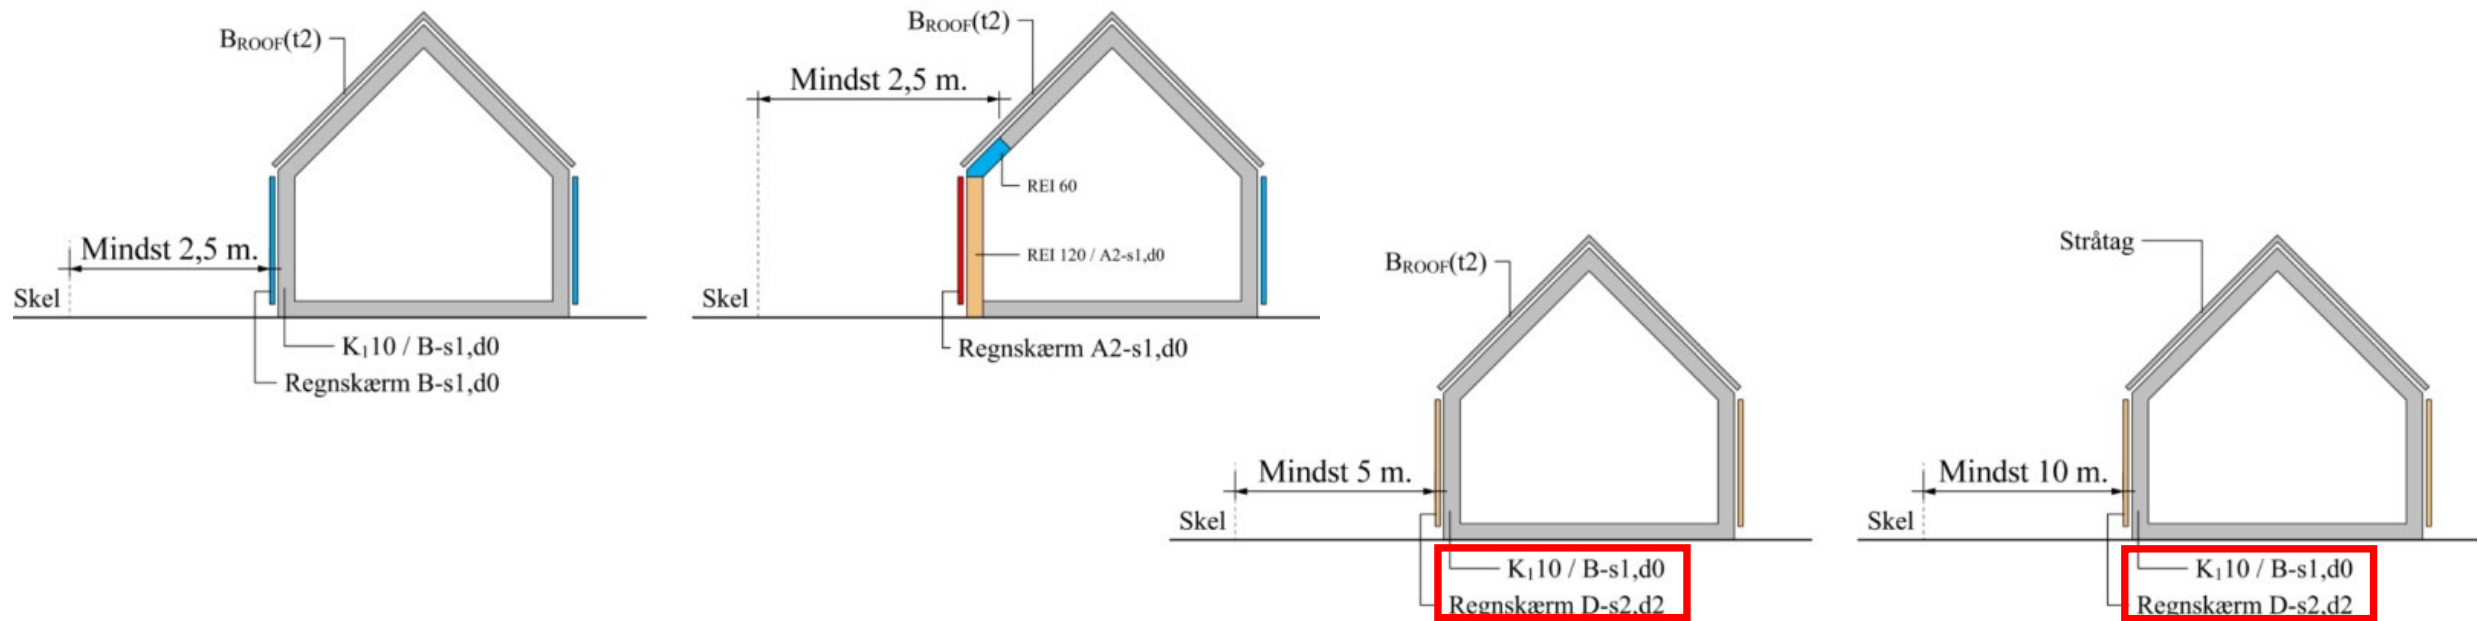 BROOF(t2)
Mindst 2,5 m.
Skel
K₁10 / B-s1,d0
Regnskærm B-s1,d0
BROOF(t2)
Mindst 2,5 m.
REI 60
REI 120 / A2-s1,d0
Skel
Regnskærm A2-s1,d0
BROOF(t2)
Mindst 5 m.
Skel
K₁10 / B-s1,d0
Regnskærm D-s2,d2
Stråtag
Mindst 10 m.
Skel
K₁10 / B-s1,d0
Regnskærm D-s2,d2